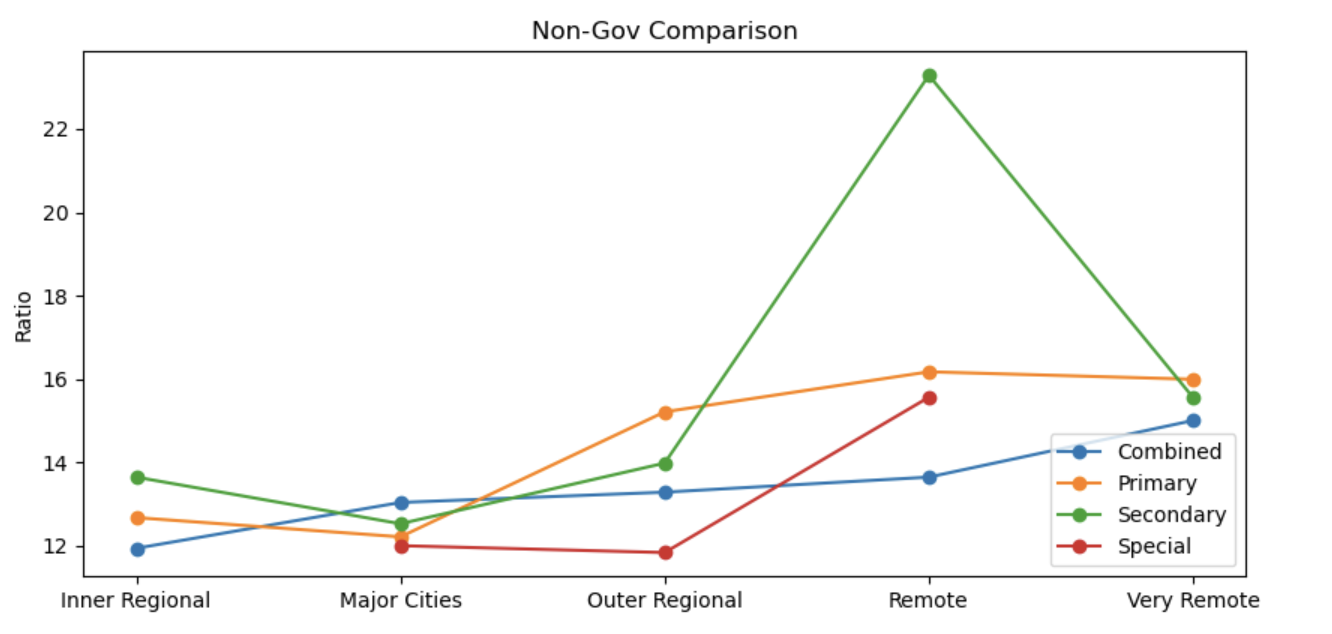 Non-Gov Comparison
Ratio
22
20
18
16
14
12
Combined
Primary
Secondary
Special
Inner Regional
Major Cities
Outer Regional
Remote
Very Remote